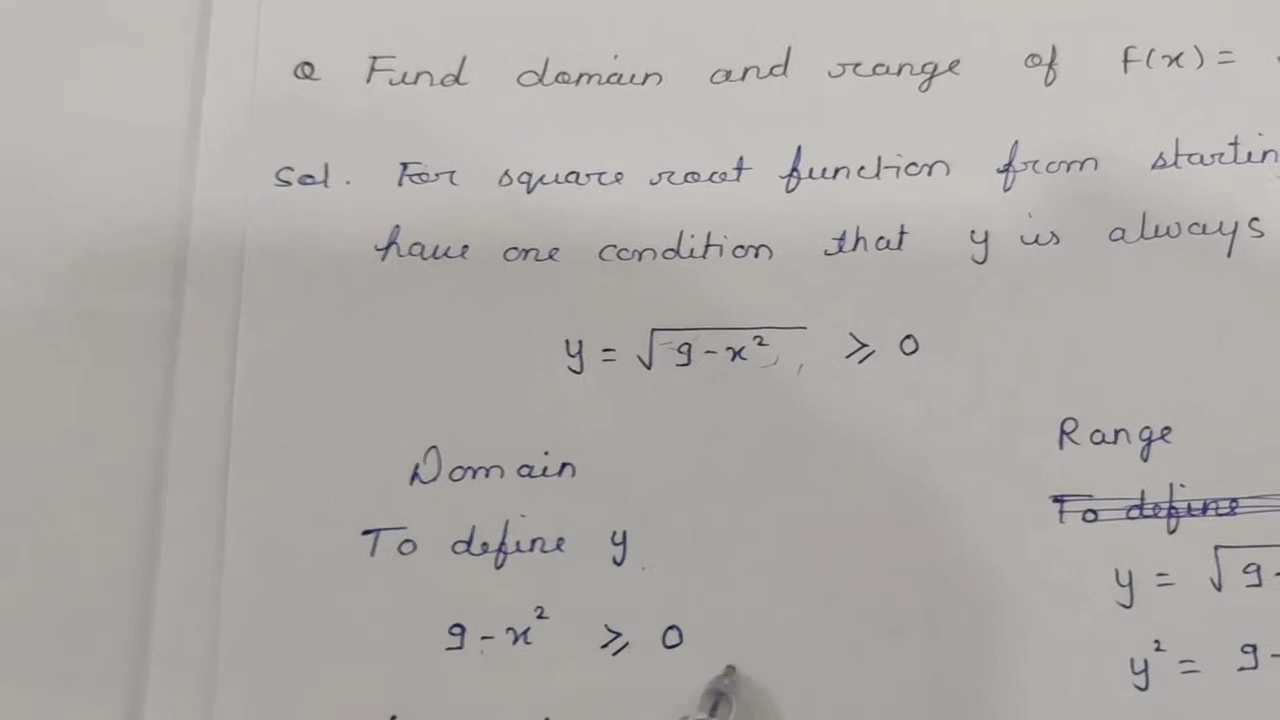 Q Find domain and range of f(x) =
Sol. For square root function from startin
have one condition that y is always
y = √9-x² ⩾ 0
Domain
To define y
9-x² ⩾ 0
Range
To define
y = √9-
y² = 9-